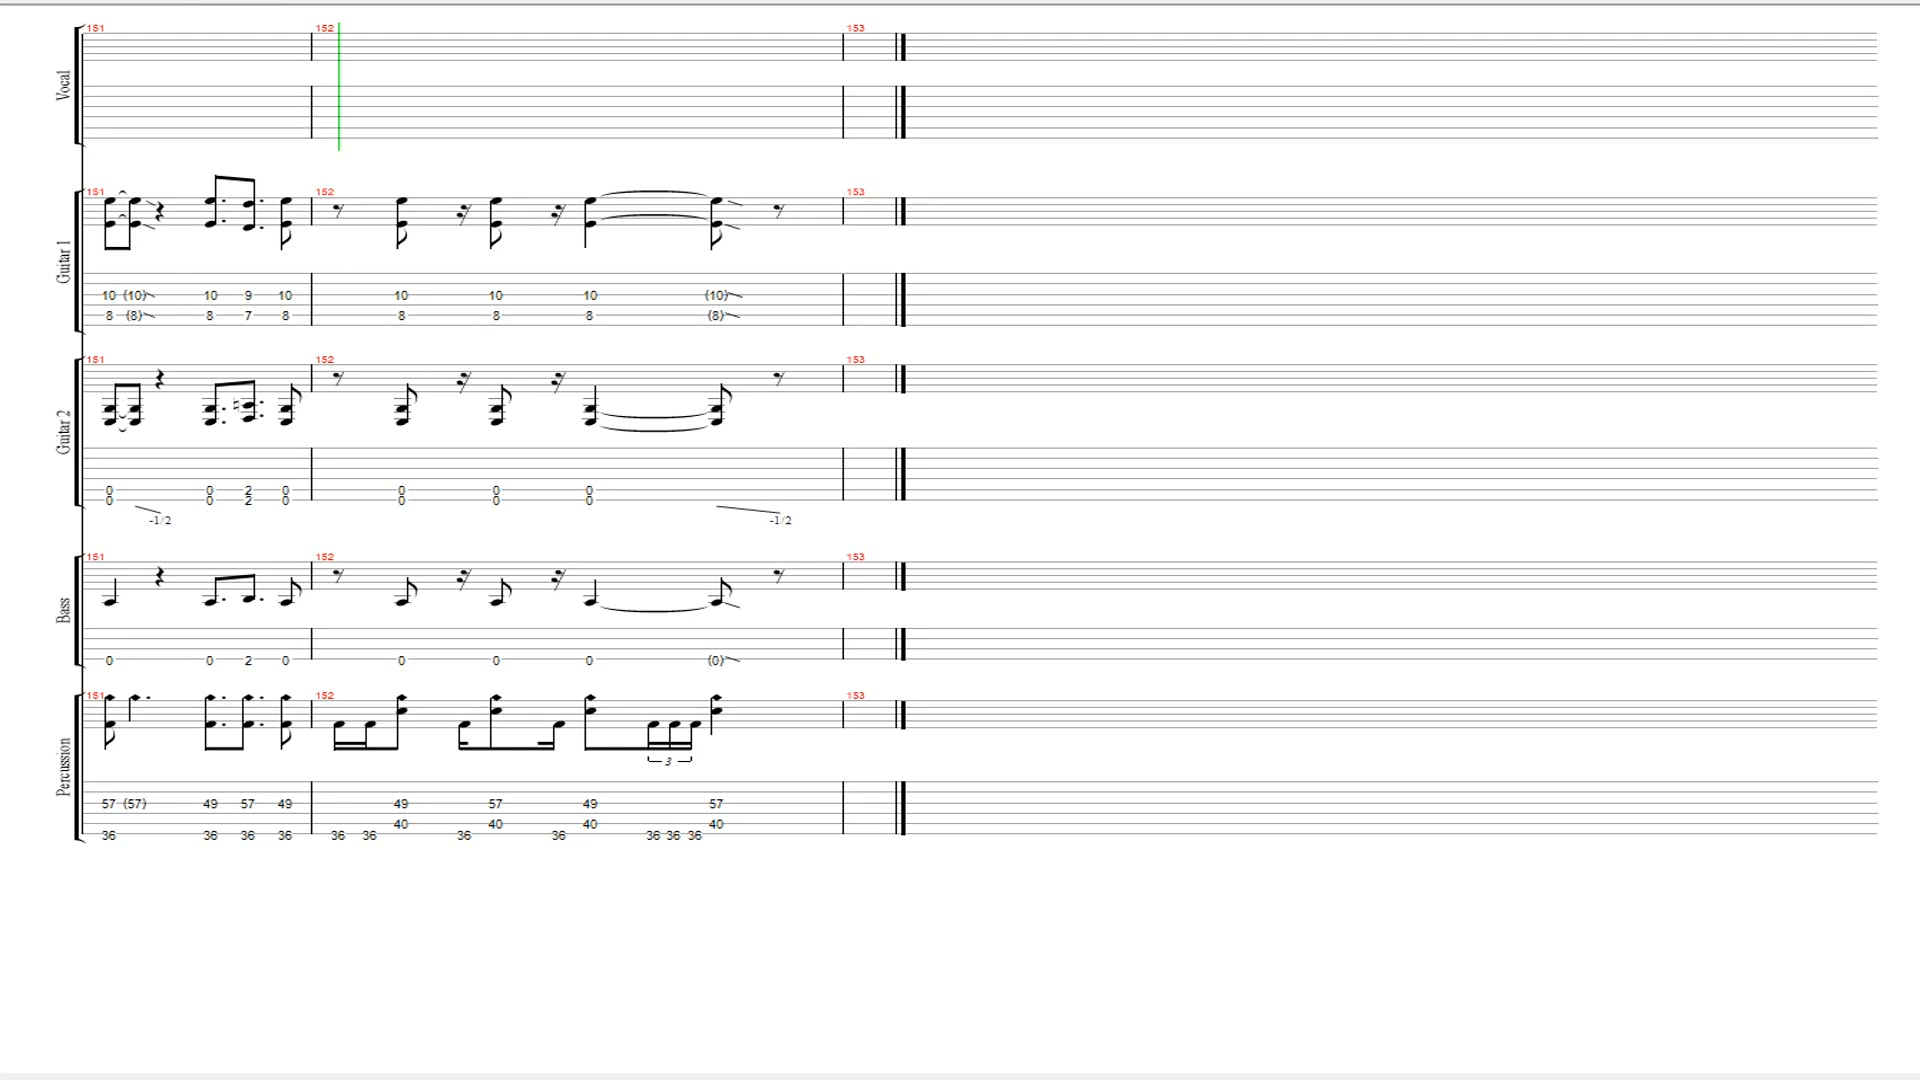 151 152 153
Vocal
151 152 153
Guitar 1
10 (10) 10 9 10 10 10 10 (10)
8 (8) 8 7 8 8 8 8 (8)
151 152 153
Guitar 2
0 0 2 0 0 0 0
0 0 2 0 0 0 0
-1/2 -1/2
151 152 153
Bass
0 0 2 0 0 0 0 (0)
151 152 153
3
Percussion
57 (57) 49 57 49 49 57 49 57
40 40 40 40
36 36 36 36 36 36 36 36 36 36 36